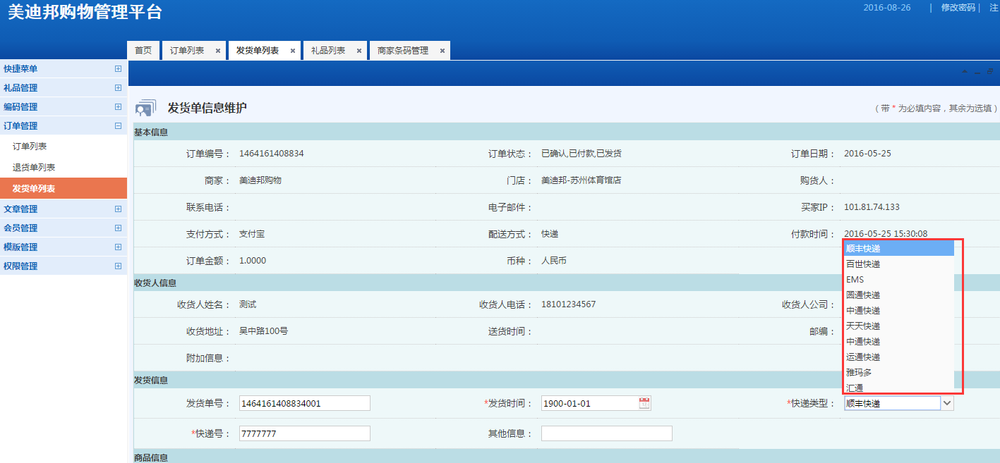 美迪邦购物管理平台
2016-08-26 | 修改密码 | 注
首页 订单列表 × 发货单列表 × 礼品列表 × 商家条码管理 ×
快捷菜单
礼品管理
编码管理
订单管理
订单列表
退货单列表
发货单列表
文章管理
会员管理
模版管理
权限管理
发货单信息维护
( 带 * 为必填内容，其余为选填 )
基本信息
订单编号： 1464161408834 订单状态： 已确认,已付款,已发货 订单日期： 2016-05-25
商家： 美迪邦购物 门店： 美迪邦-苏州体育馆店 购货人：
联系电话： 电子邮件： 买家IP： 101.81.74.133
支付方式： 支付宝 配送方式： 快递 付款时间： 2016-05-25 15:30:08
订单金额： 1.0000 币种： 人民币
收货人信息
收货人姓名： 测试 收货人电话： 18101234567 收货人公司：
收货地址： 吴中路100号 送货时间： 邮编：
附加信息：
顺丰快递
百世快递
EMS
圆通快递
中通快递
天天快递
中通快递
运通快递
雅玛多
汇通
发货信息
发货单号： 1464161408834001 *发货时间： 1900-01-01 *快递类型： 顺丰快递
*快递号： 7777777 其他信息：
商品信息